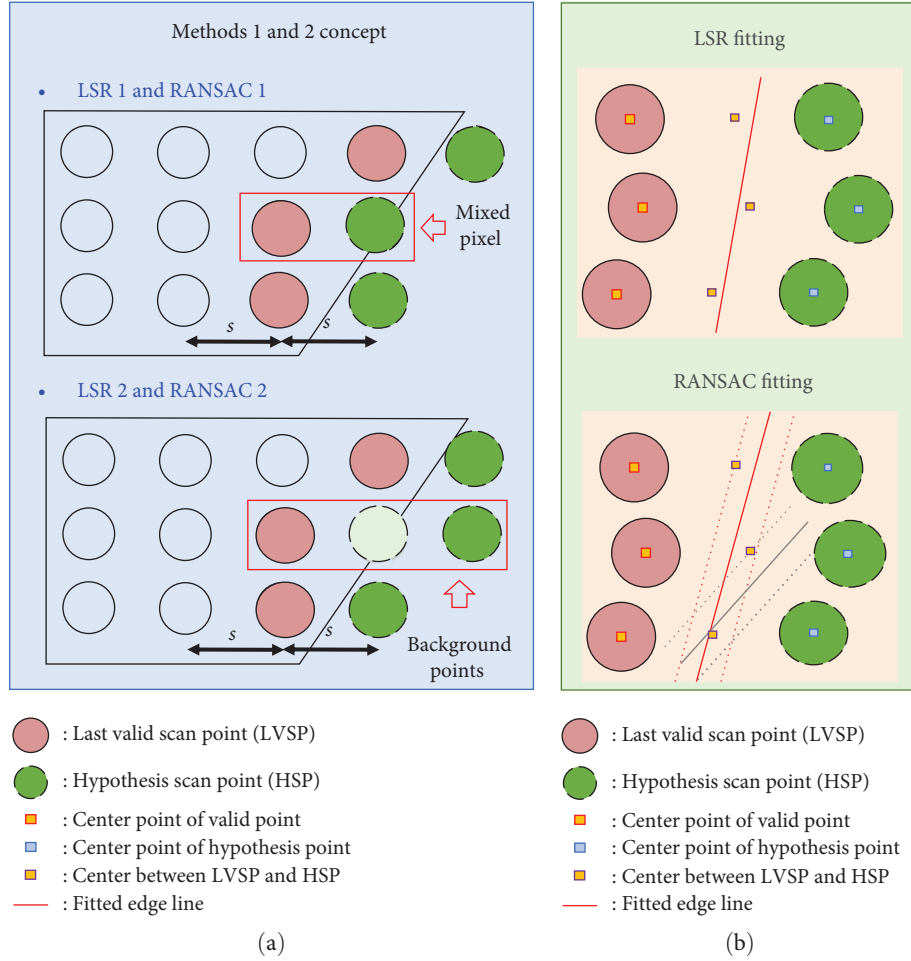 Methods 1 and 2 concept
• LSR 1 and RANSAC 1
Mixed
pixel
s
s
• LSR 2 and RANSAC 2
s
s
Background
points
: Last valid scan point (LVSP)
: Hypothesis scan point (HSP)
: Center point of valid point
: Center point of hypothesis point
: Center between LVSP and HSP
: Fitted edge line
(a)
LSR fitting
RANSAC fitting
: Last valid scan point (LVSP)
: Hypothesis scan point (HSP)
: Center point of valid point
: Center point of hypothesis point
: Center between LVSP and HSP
: Fitted edge line
(b)